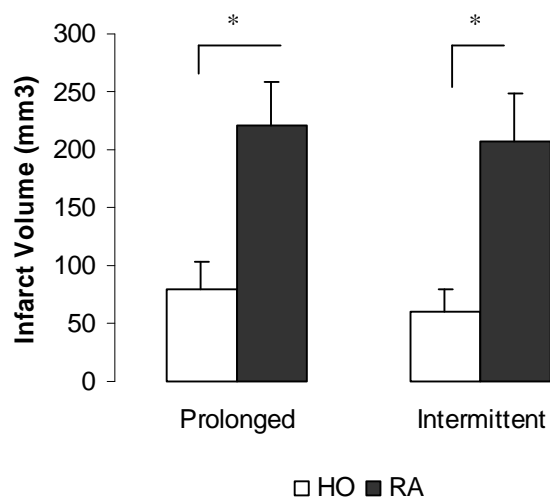 300
* *
250
200
150
100
50
0
Infarct Volume (mm3)
Prolonged Intermittent
HO RA